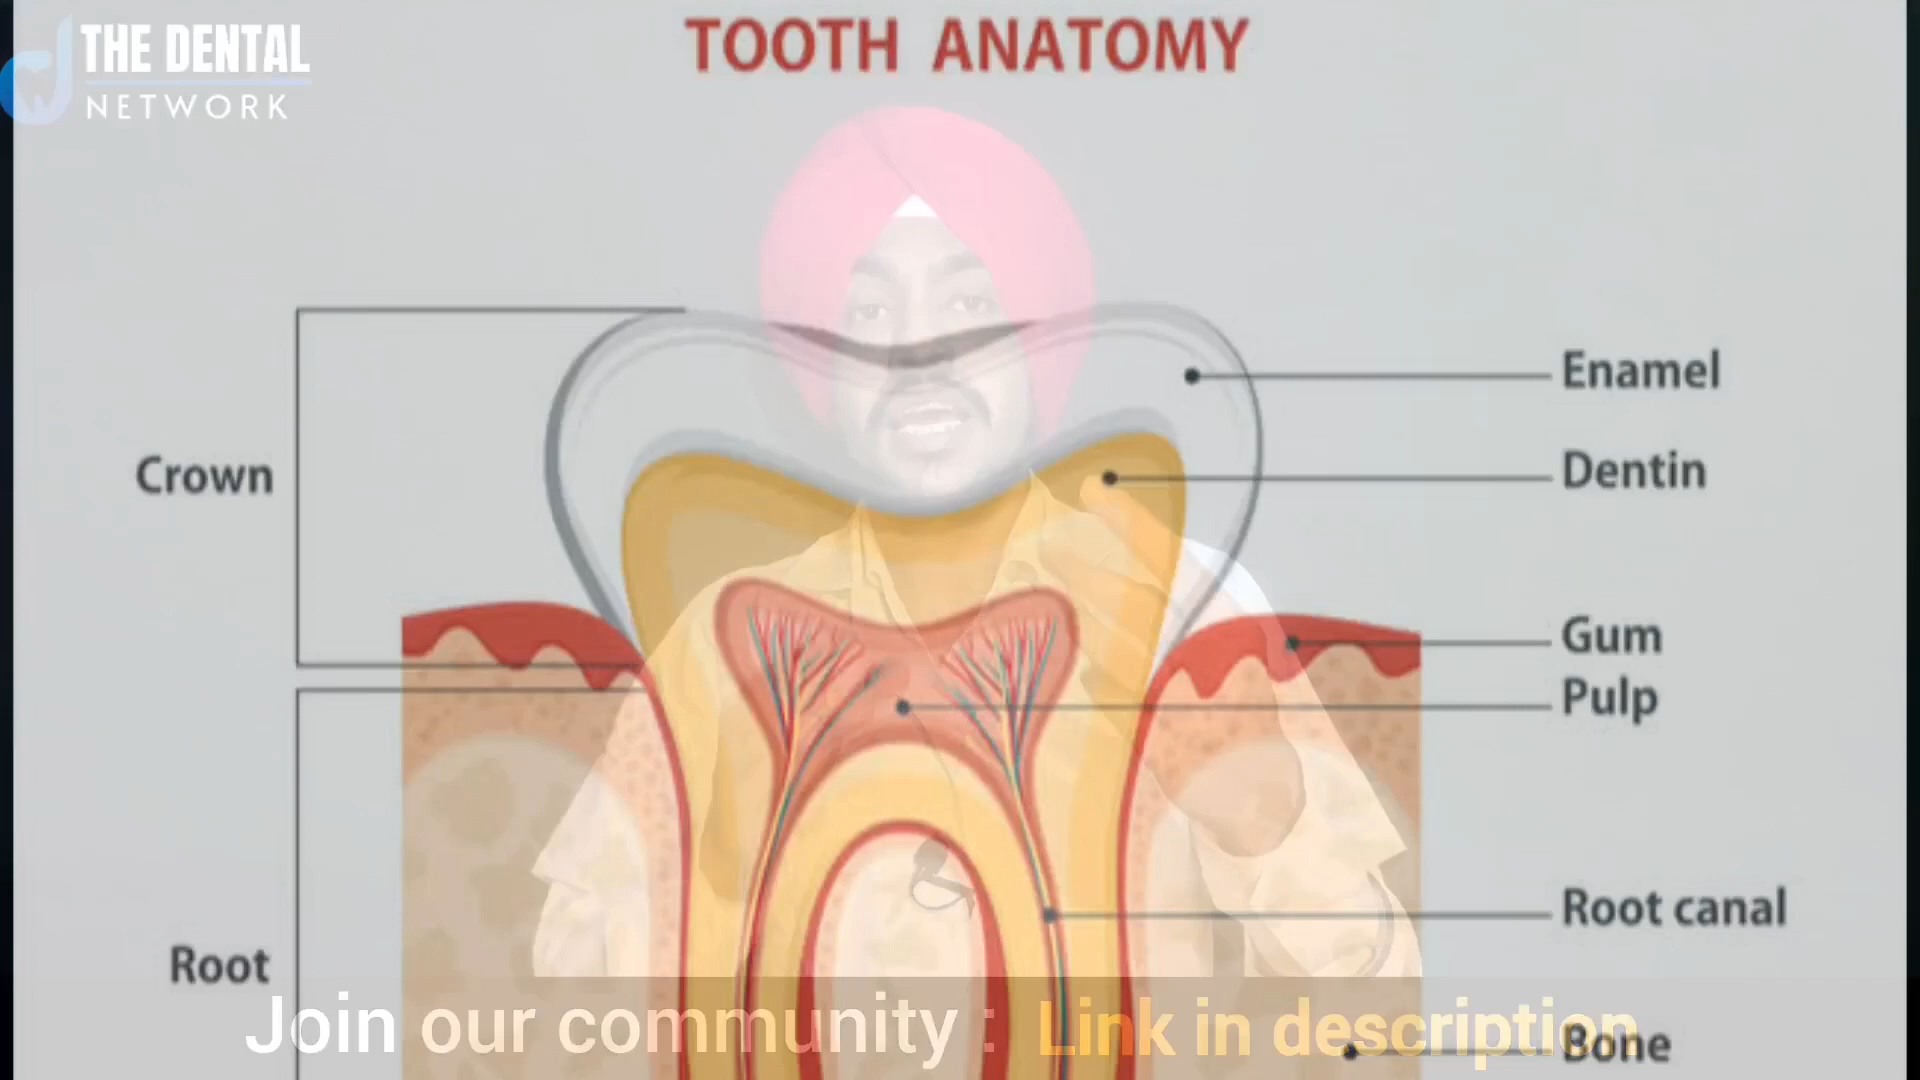 THE DENTAL
NETWORK
TOOTH ANATOMY
Crown
Root
Enamel
Dentin
Gum
Pulp
Root canal
Bone
Join our community : Link in description